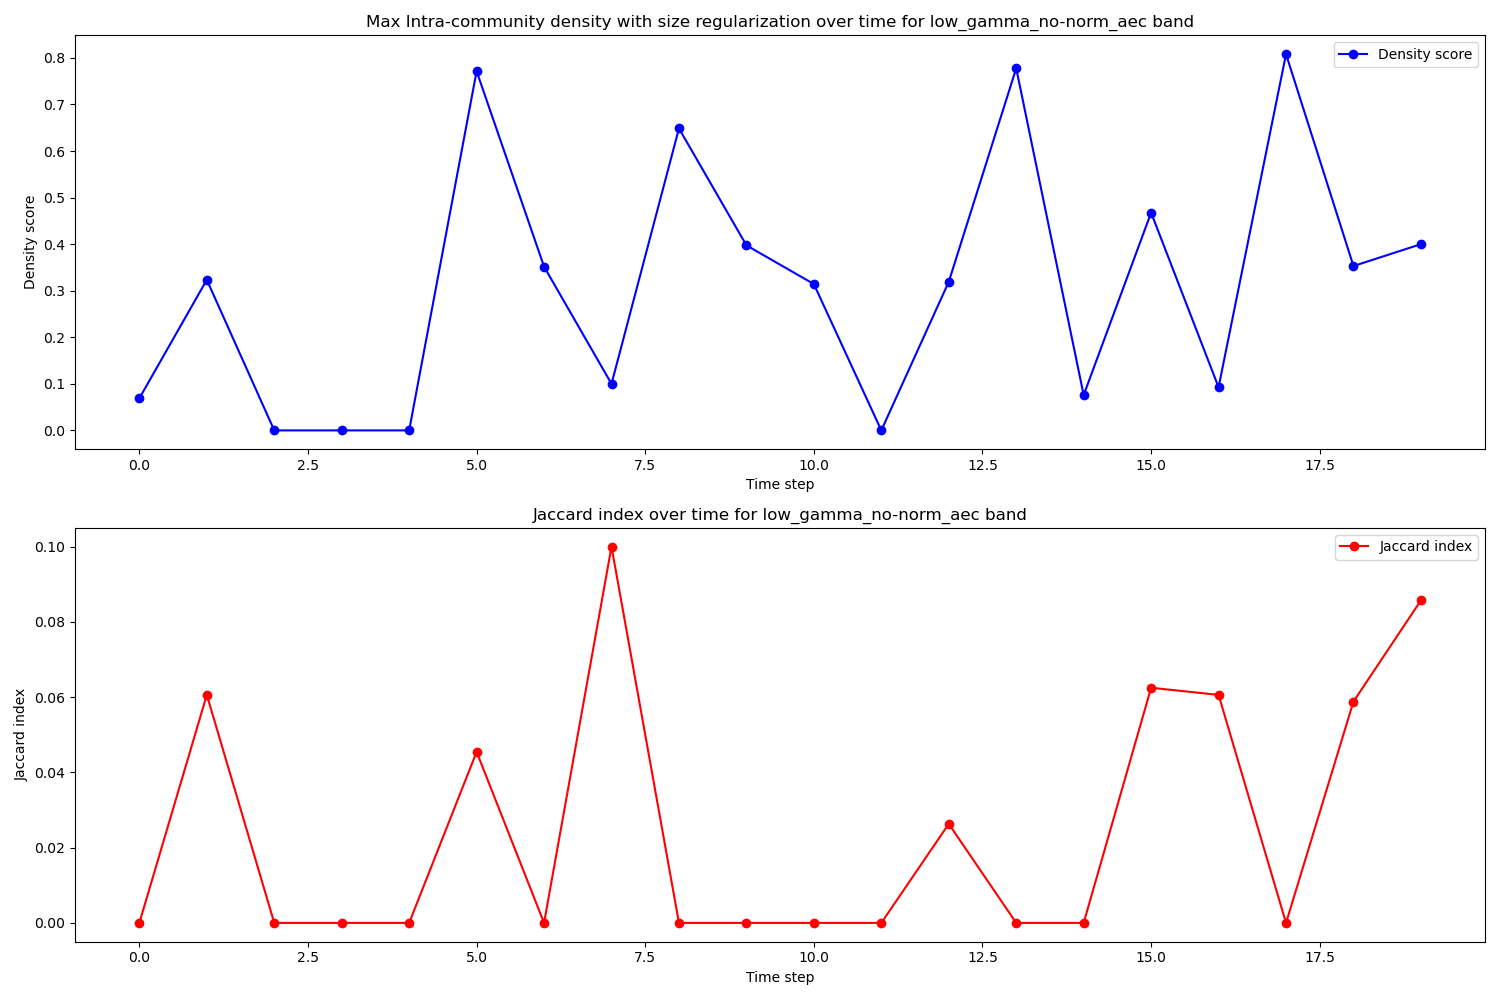 Max Intra-community density with size regularization over time for low_gamma_no-norm_aec band
Density score
0.8
0.7
0.6
0.5
0.4
0.3
0.2
0.1
0.0
Density score
0.0 2.5 5.0 7.5 10.0 12.5 15.0 17.5
Time step
Jaccard index over time for low_gamma_no-norm_aec band
Jaccard index
0.10
0.08
0.06
0.04
0.02
0.00
Jaccard index
0.0 2.5 5.0 7.5 10.0 12.5 15.0 17.5
Time step